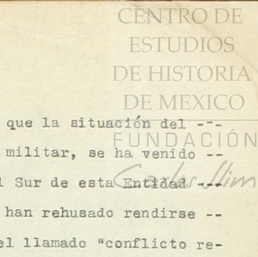 CENTRO DE
ESTUDIOS
DE HISTORIA
DE MEXICO
FUNDACIÓN
Carlos Slim
que la situación del ---
militar, se ha venido --
l Sur de esta Entidad ---
han rehusado rendirse --
el llamado "conflicto re-